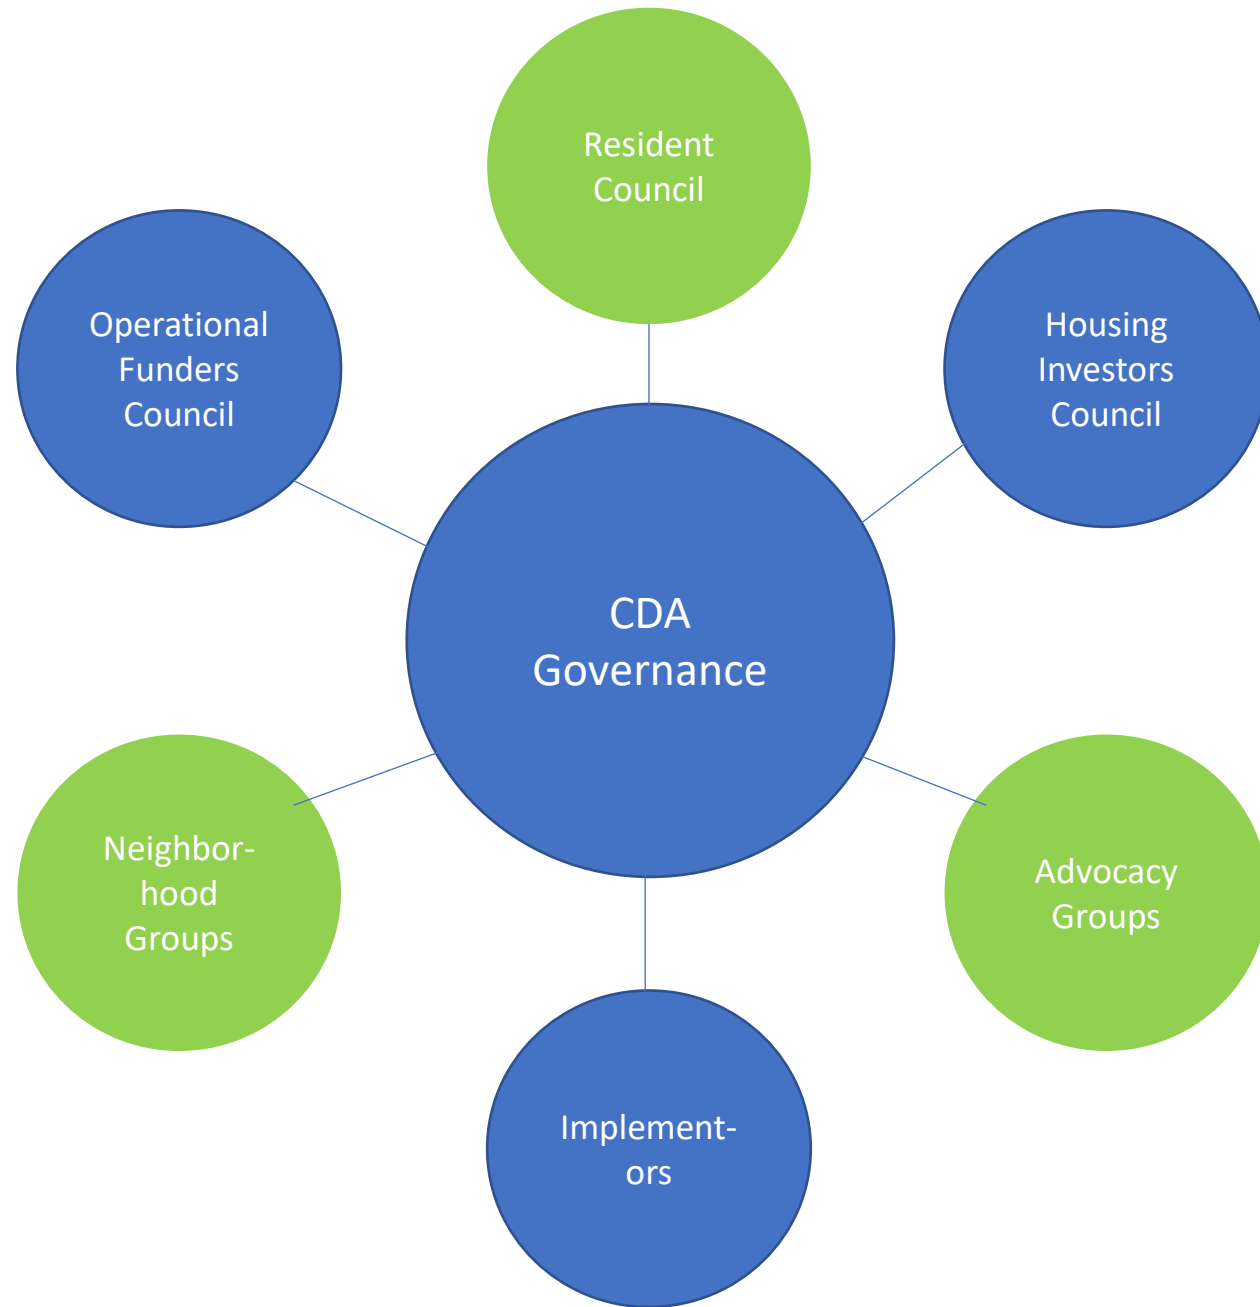 Resident
Council
Operational
Funders
Council
Housing
Investors
Council
CDA
Governance
Neighbor-
hood
Groups
Advocacy
Groups
Implement-
ors